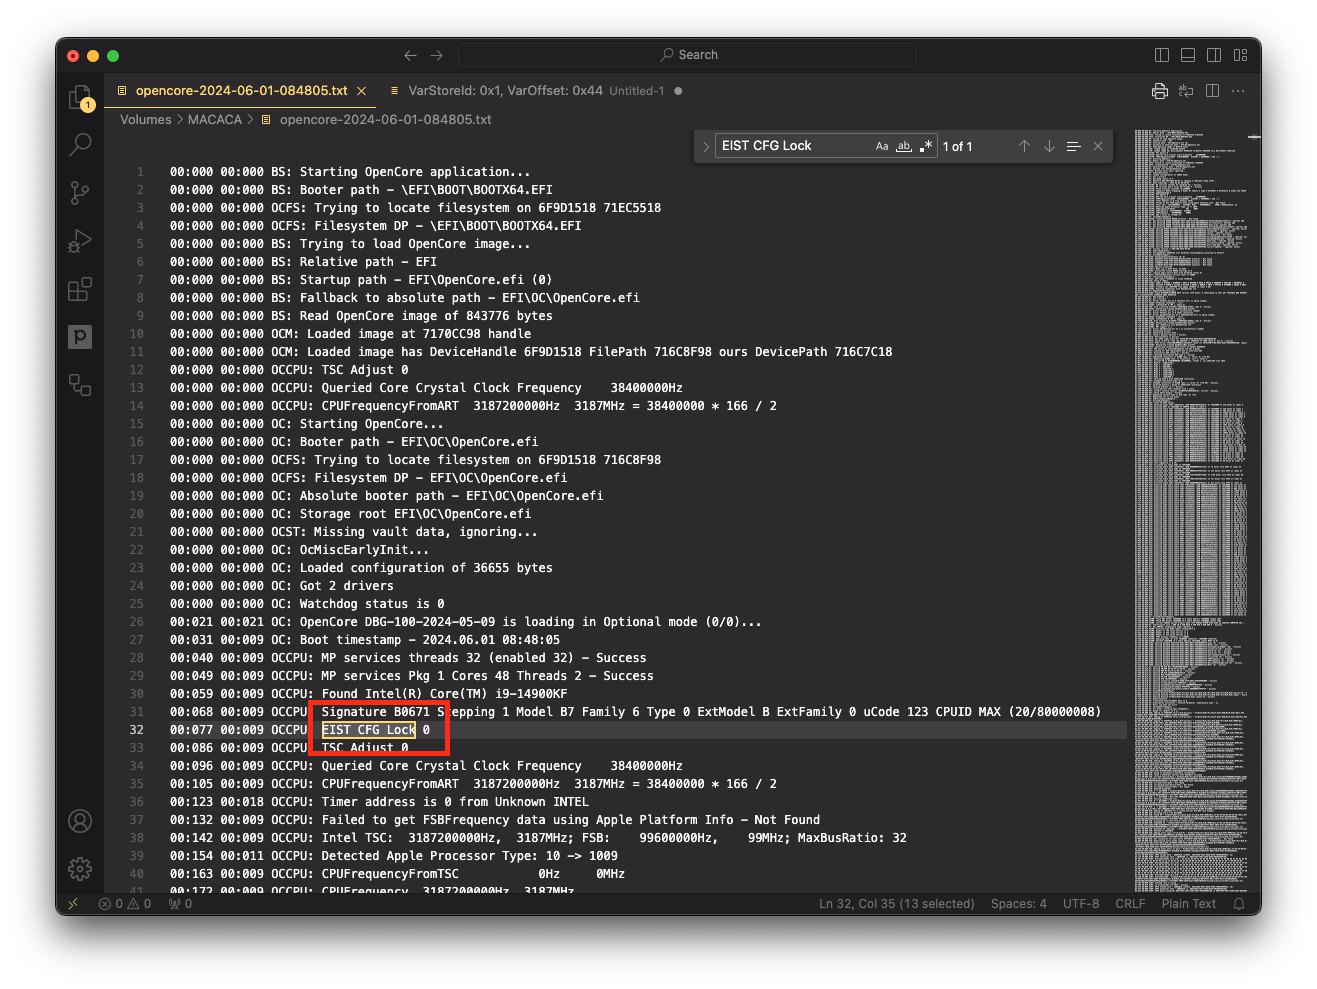 Search
opencore-2024-06-01-084805.txt
VarStoreId: 0x1, VarOffset: 0x44 Untitled-1
Volumes > MACACA > opencore-2024-06-01-084805.txt
EIST CFG Lock Aa ab .* 1 of 1
1
1 00:000 00:000 BS: Starting OpenCore application...
2 00:000 00:000 BS: Booter path - \EFI\BOOT\BOOTX64.EFI
3 00:000 00:000 OCFS: Trying to locate filesystem on 6F9D1518 71EC5518
4 00:000 00:000 OCFS: Filesystem DP - \EFI\BOOT\BOOTX64.EFI
5 00:000 00:000 BS: Trying to load OpenCore image...
6 00:000 00:000 BS: Relative path - EFI
7 00:000 00:000 BS: Startup path - EFI\OpenCore.efi (0)
8 00:000 00:000 BS: Fallback to absolute path - EFI\OC\OpenCore.efi
9 00:000 00:000 BS: Read OpenCore image of 843776 bytes
10 00:000 00:000 OCM: Loaded image at 7170CC98 handle
11 00:000 00:000 OCM: Loaded image has DeviceHandle 6F9D1518 FilePath 716C8F98 ours DevicePath 716C7C18
12 00:000 00:000 OCCPU: TSC Adjust 0
13 00:000 00:000 OCCPU: Queried Core Crystal Clock Frequency 38400000Hz
14 00:000 00:000 OCCPU: CPUFrequencyFromART 3187200000Hz 3187MHz = 38400000 * 166 / 2
15 00:000 00:000 OC: Starting OpenCore...
16 00:000 00:000 OC: Booter path - EFI\OC\OpenCore.efi
17 00:000 00:000 OCFS: Trying to locate filesystem on 6F9D1518 716C8F98
18 00:000 00:000 OCFS: Filesystem DP - EFI\OC\OpenCore.efi
19 00:000 00:000 OC: Absolute booter path - EFI\OC\OpenCore.efi
20 00:000 00:000 OC: Storage root EFI\OC\OpenCore.efi
21 00:000 00:000 OCST: Missing vault data, ignoring...
22 00:000 00:000 OC: OcMiscEarlyInit...
23 00:000 00:000 OC: Loaded configuration of 36655 bytes
24 00:000 00:000 OC: Got 2 drivers
25 00:000 00:000 OC: Watchdog status is 0
26 00:021 00:021 OC: OpenCore DBG-100-2024-05-09 is loading in Optional mode (0/0)...
27 00:031 00:009 OC: Boot timestamp - 2024.06.01 08:48:05
28 00:040 00:009 OCCPU: MP services threads 32 (enabled 32) - Success
29 00:049 00:009 OCCPU: MP services Pkg 1 Cores 48 Threads 2 - Success
30 00:059 00:009 OCCPU: Found Intel(R) Core(TM) i9-14900KF
31 00:068 00:009 OCCPU Signature B0671 Stepping 1 Model B7 Family 6 Type 0 ExtModel B ExtFamily 0 uCode 123 CPUID MAX (20/80000008)
32 00:077 00:009 OCCPU EIST CFG Lock 0
33 00:086 00:009 OCCPU TSC Adjust 0
34 00:096 00:009 OCCPU: Queried Core Crystal Clock Frequency 38400000Hz
35 00:105 00:009 OCCPU: CPUFrequencyFromART 3187200000Hz 3187MHz = 38400000 * 166 / 2
36 00:123 00:018 OCCPU: Timer address is 0 from Unknown INTEL
37 00:132 00:009 OCCPU: Failed to get FSBFrequency data using Apple Platform Info - Not Found
38 00:142 00:009 OCCPU: Intel TSC: 3187200000Hz, 3187MHz; FSB: 99600000Hz, 99MHz; MaxBusRatio: 32
39 00:154 00:011 OCCPU: Detected Apple Processor Type: 10 -> 1009
40 00:163 00:009 OCCPU: CPUFrequencyFromTSC 0Hz 0MHz
41 00:172 00:009 OCCPU: CPUFrequency 3187200000Hz 3187MHz
0 0 0 Ln 32, Col 35 (13 selected) Spaces: 4 UTF-8 CRLF Plain Text